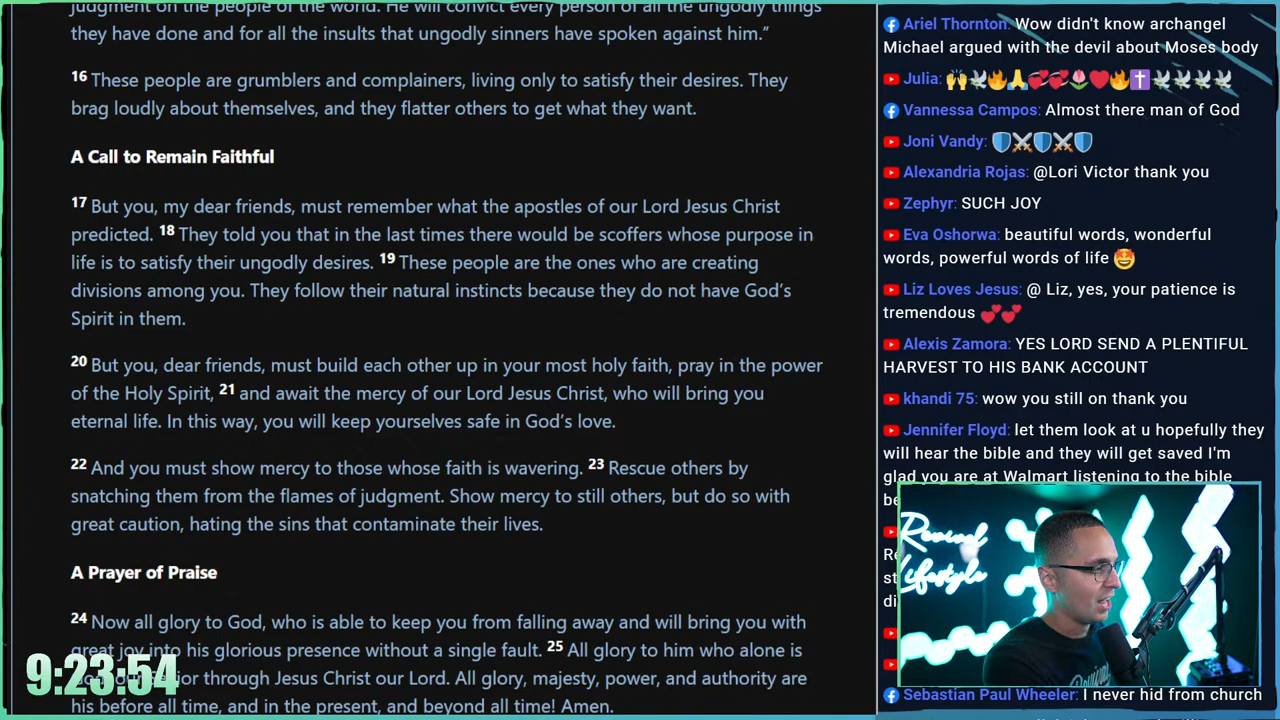 judgment on the people of the world. He will convict every person of all the ungodly things
they have done and for all the insults that ungodly sinners have spoken against him.”
16 These people are grumblers and complainers, living only to satisfy their desires. They
brag loudly about themselves, and they flatter others to get what they want.
A Call to Remain Faithful
17 But you, my dear friends, must remember what the apostles of our Lord Jesus Christ
predicted. 18 They told you that in the last times there would be scoffers whose purpose in
life is to satisfy their ungodly desires. 19 These people are the ones who are creating
divisions among you. They follow their natural instincts because they do not have God’s
Spirit in them.
20 But you, dear friends, must build each other up in your most holy faith, pray in the power
of the Holy Spirit, 21 and await the mercy of our Lord Jesus Christ, who will bring you
eternal life. In this way, you will keep yourselves safe in God’s love.
22 And you must show mercy to those whose faith is wavering. 23 Rescue others by
snatching them from the flames of judgment. Show mercy to still others, but do so with
great caution, hating the sins that contaminate their lives.
A Prayer of Praise
24 Now all glory to God, who is able to keep you from falling away and will bring you with
great joy into his glorious presence without a single fault. 25 All glory to him who alone is
through Jesus Christ our Lord. All glory, majesty, power, and authority are
his before all time, and in the present, and beyond all time! Amen.
9:23:54
Ariel Thornton: Wow didn't know archangel
Michael argued with the devil about Moses body
Julia: 🙌🕊🔥🙏💞💞🌷❤️🔥✝️🕊🕊🕊🕊
Vannessa Campos: Almost there man of God
Joni Vandy: 🛡⚔️🛡⚔️🛡
Alexandria Rojas: @Lori Victor thank you
Zephyr: SUCH JOY
Eva Oshorwa: beautiful words, wonderful
words, powerful words of life 🤩
Liz Loves Jesus: @ Liz, yes, your patience is
tremendous 💕💕
Alexis Zamora: YES LORD SEND A PLENTIFUL
HARVEST TO HIS BANK ACCOUNT
khandi 75: wow you still on thank you
Jennifer Floyd: let them look at u hopefully they
will hear the bible and they will get saved I'm
glad you are at Walmart listening to the bible
Revival
Lifestyle
Sebastian Paul Wheeler: I never hid from church